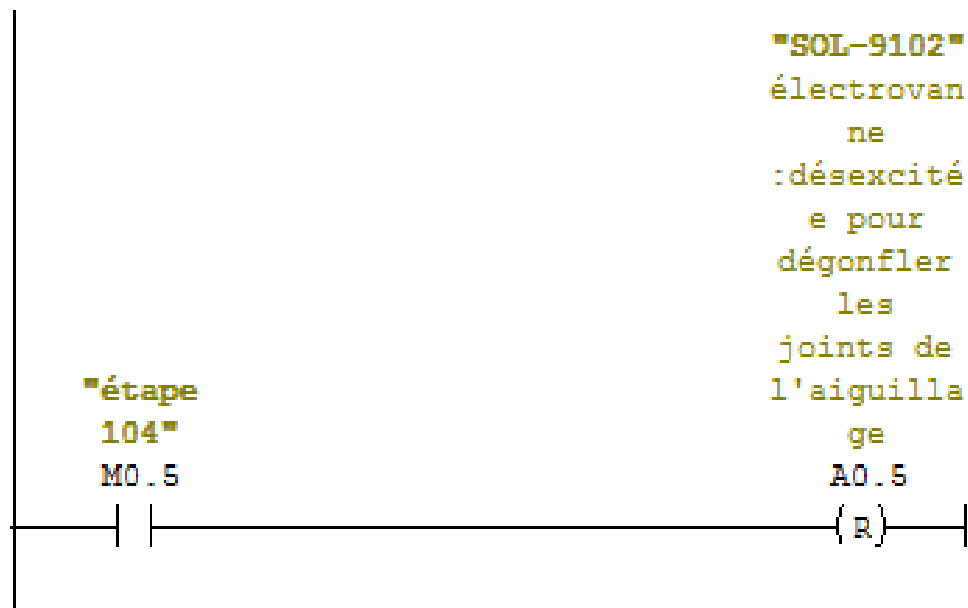 "SOL-9102"
électrovan
ne
:désexcité
e pour
dégonfler
les
joints de
l'aiguilla
ge
A0.5
"étape
104"
M0.5
R